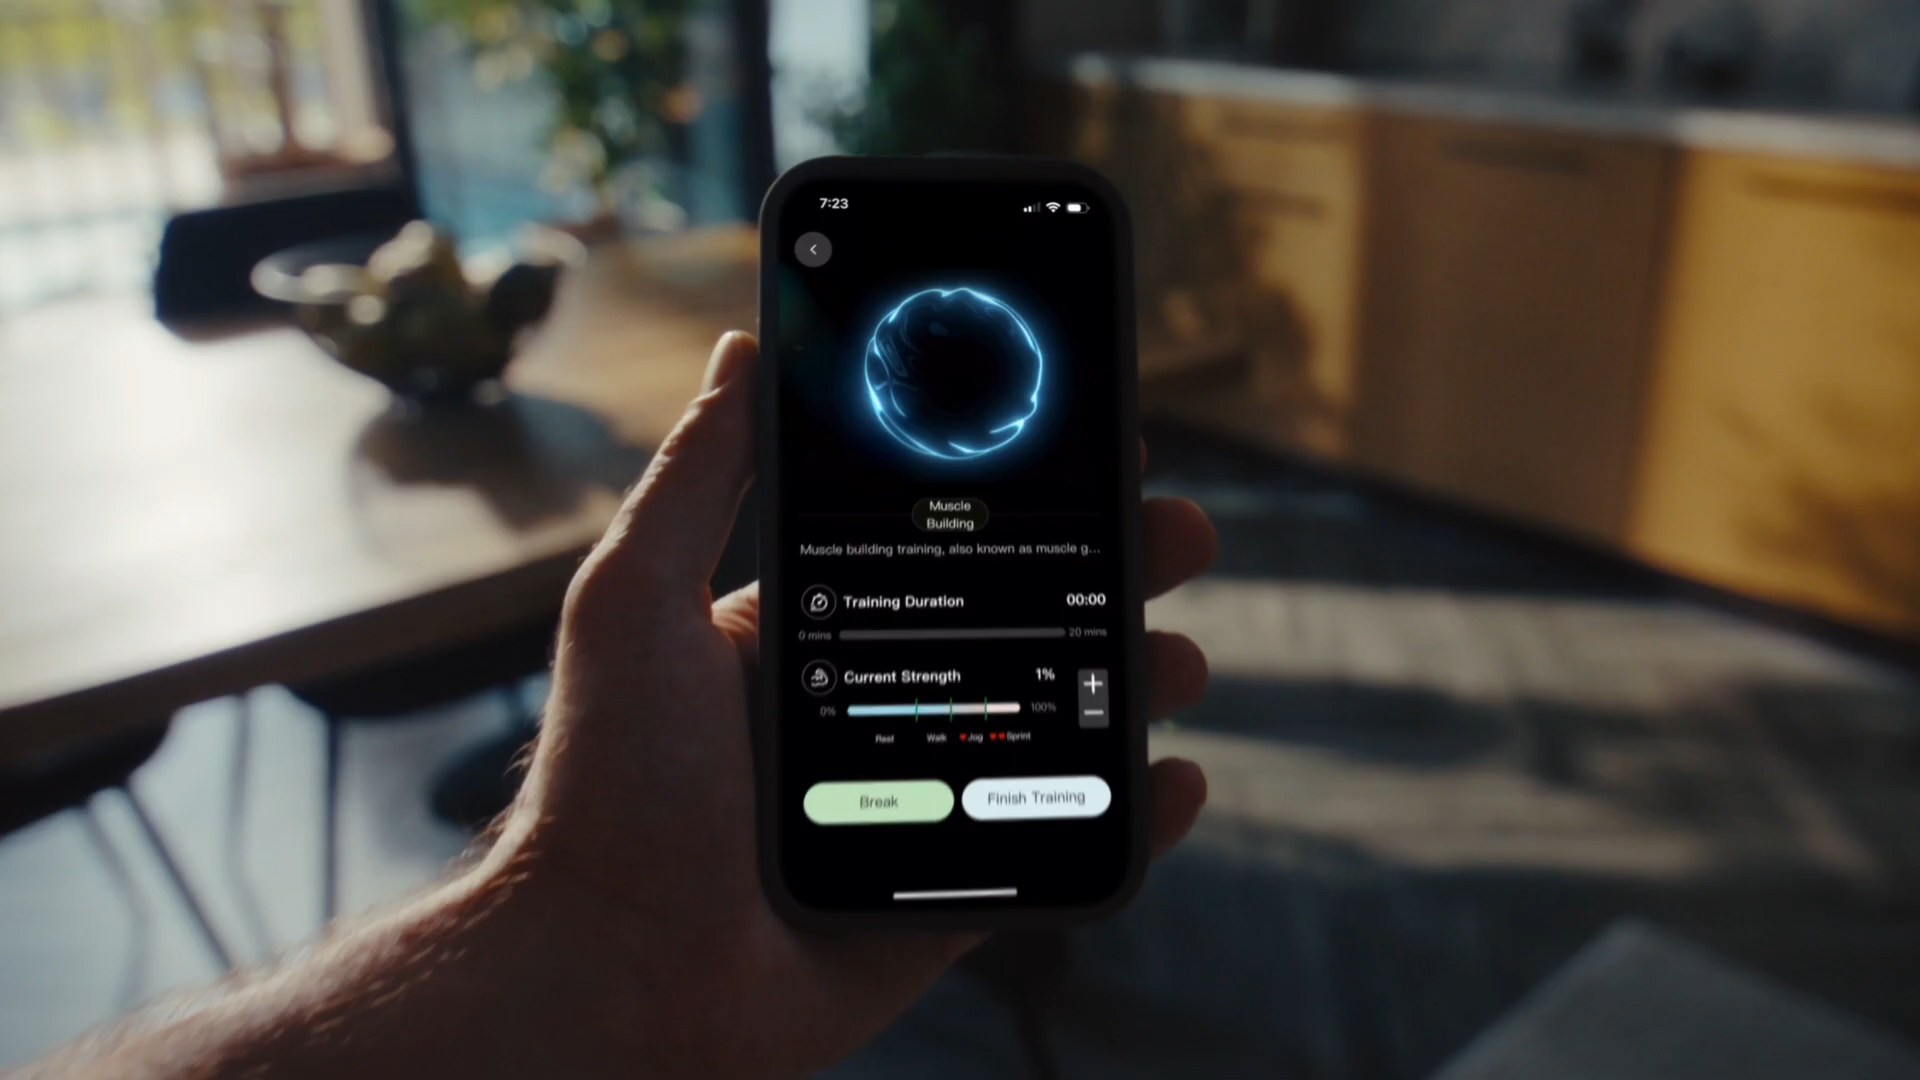 7:23
Muscle
Building
Muscle building training, also known as muscle g...
Training Duration 00:00
0 mins 20 mins
Current Strength 1%
+
0% 100%
−
Rest Walk ♥Jog ♥♥Sprint
Break Finish Training